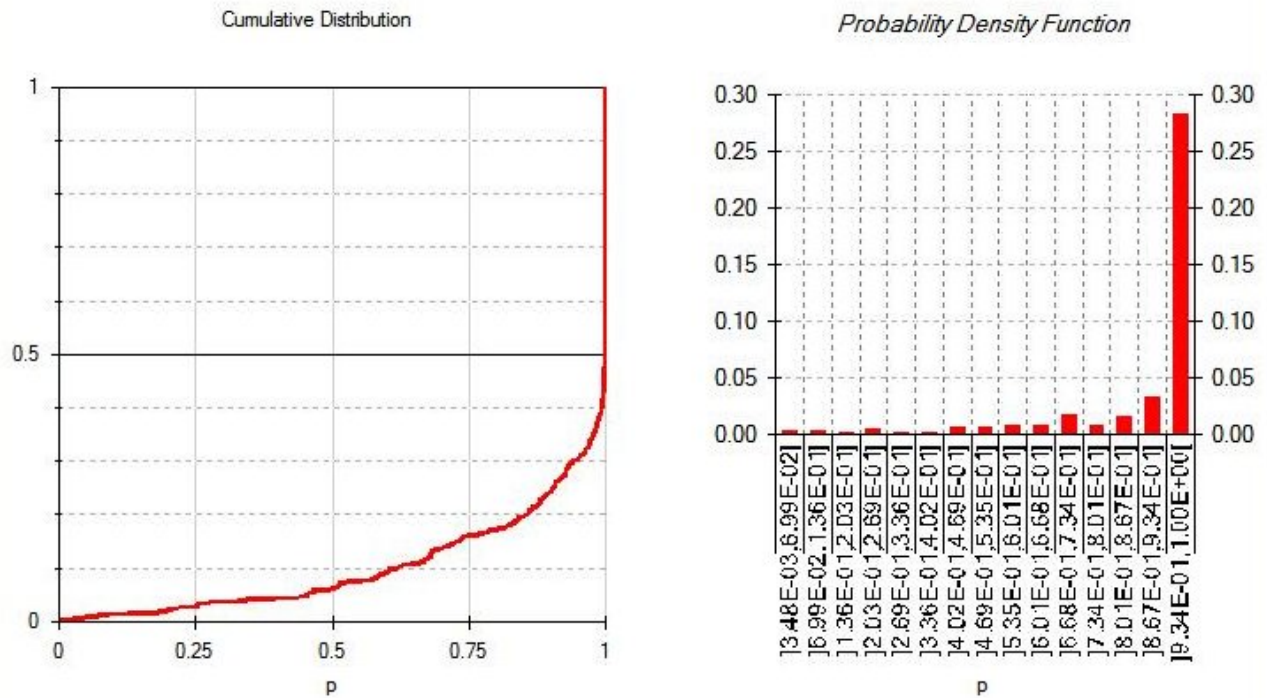 Cumulative Distribution
1
0.5
0
0
0.25
0.5
0.75
1
p
Probability Density Function
0.30
0.25
0.20
0.15
0.10
0.05
0.00
0.30
0.25
0.20
0.15
0.10
0.05
0.00
]3.48E-03,6.99E-02]
]6.99E-02,1.36E-01]
]1.36E-01,2.03E-01]
]2.03E-01,2.69E-01]
]2.69E-01,3.36E-01]
]3.36E-01,4.02E-01]
]4.02E-01,4.69E-01]
]4.69E-01,5.35E-01]
]5.35E-01,6.01E-01]
]6.01E-01,6.68E-01]
]6.68E-01,7.34E-01]
]7.34E-01,8.01E-01]
]8.01E-01,8.67E-01]
]8.67E-01,9.34E-01]
]9.34E-01,1.00E+00[
p